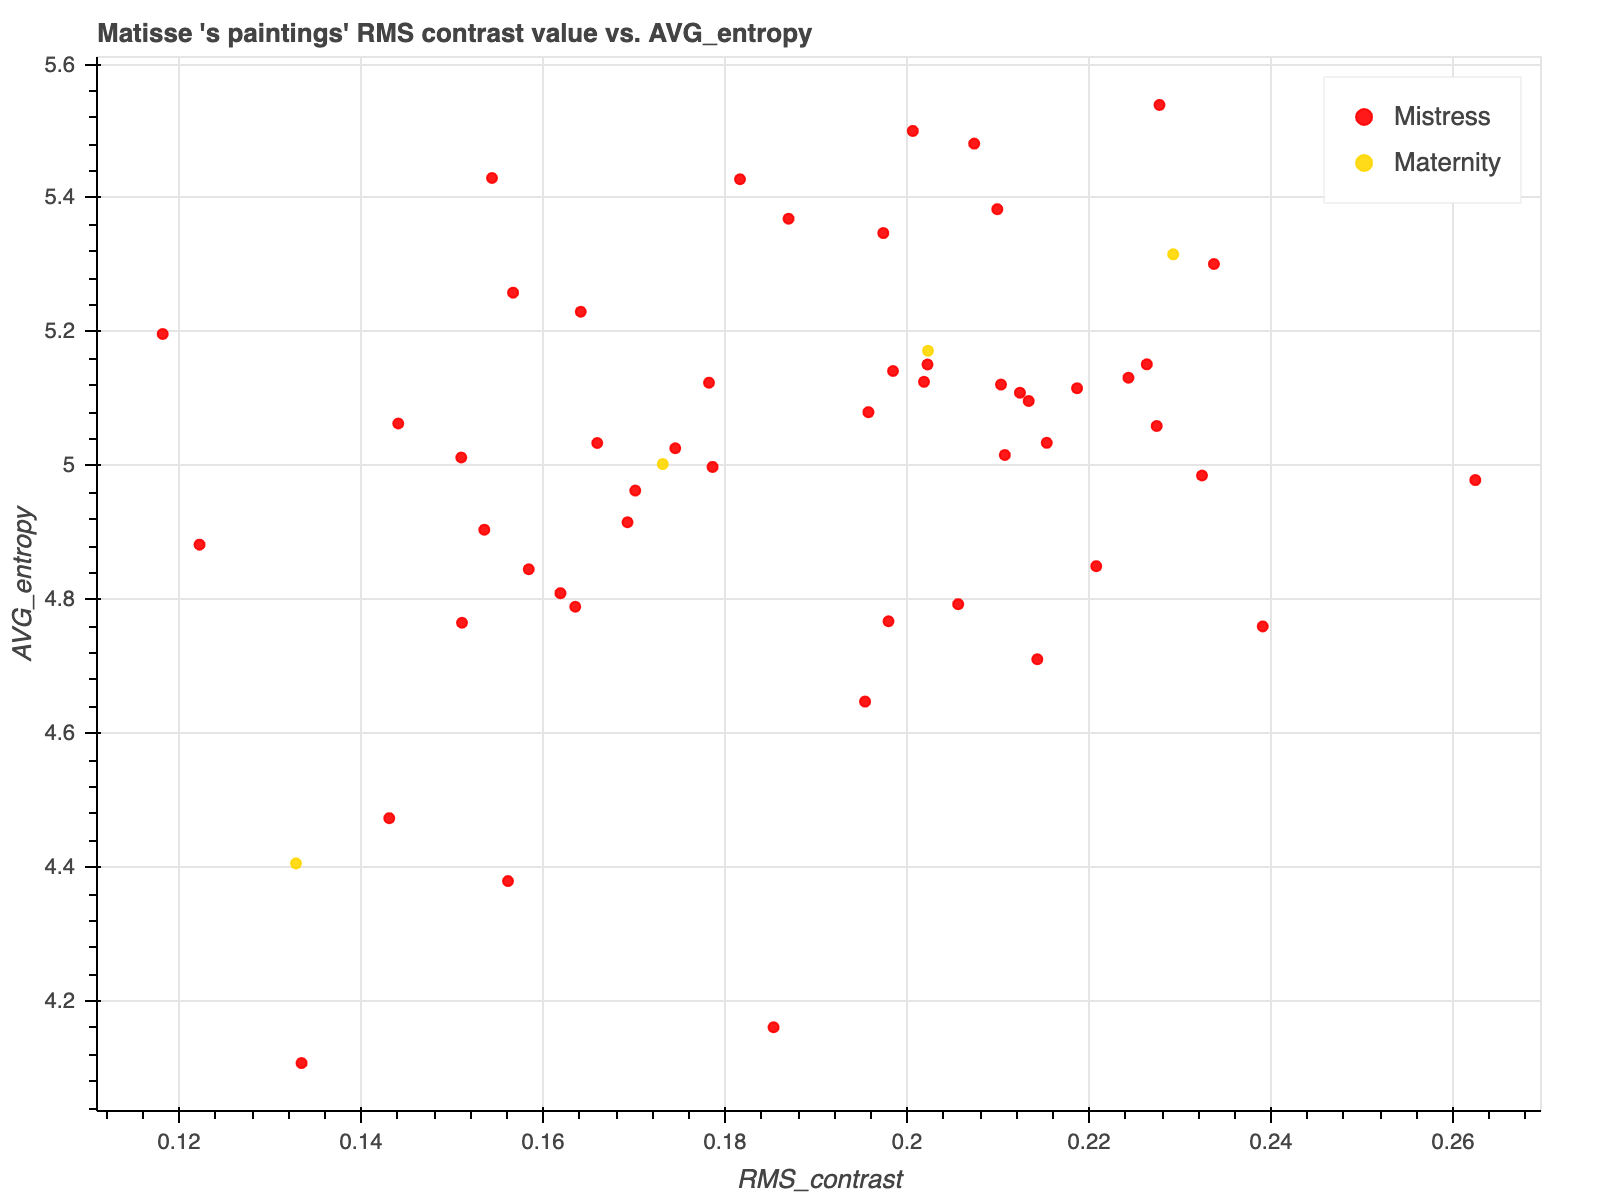 Matisse 's paintings' RMS contrast value vs. AVG_entropy
5.6
5.4
5.2
5
4.8
4.6
4.4
4.2
AVG_entropy
Mistress
Maternity
0.12 0.14 0.16 0.18 0.2 0.22 0.24 0.26
RMS_contrast